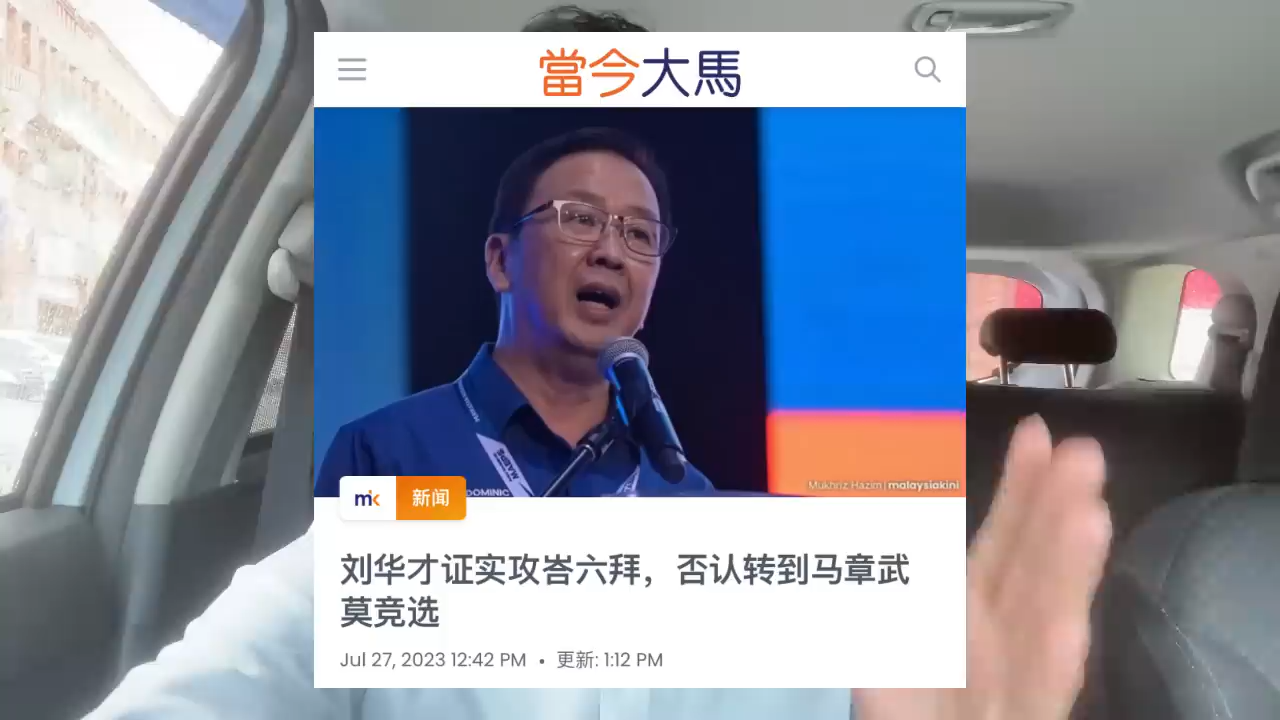 當今大馬
DOMINIC
Mukhriz Hazim | malaysiakini
mk 新闻
刘华才证实攻峇六拜，否认转到马章武
莫竞选
Jul 27, 2023 12:42 PM • 更新: 1:12 PM